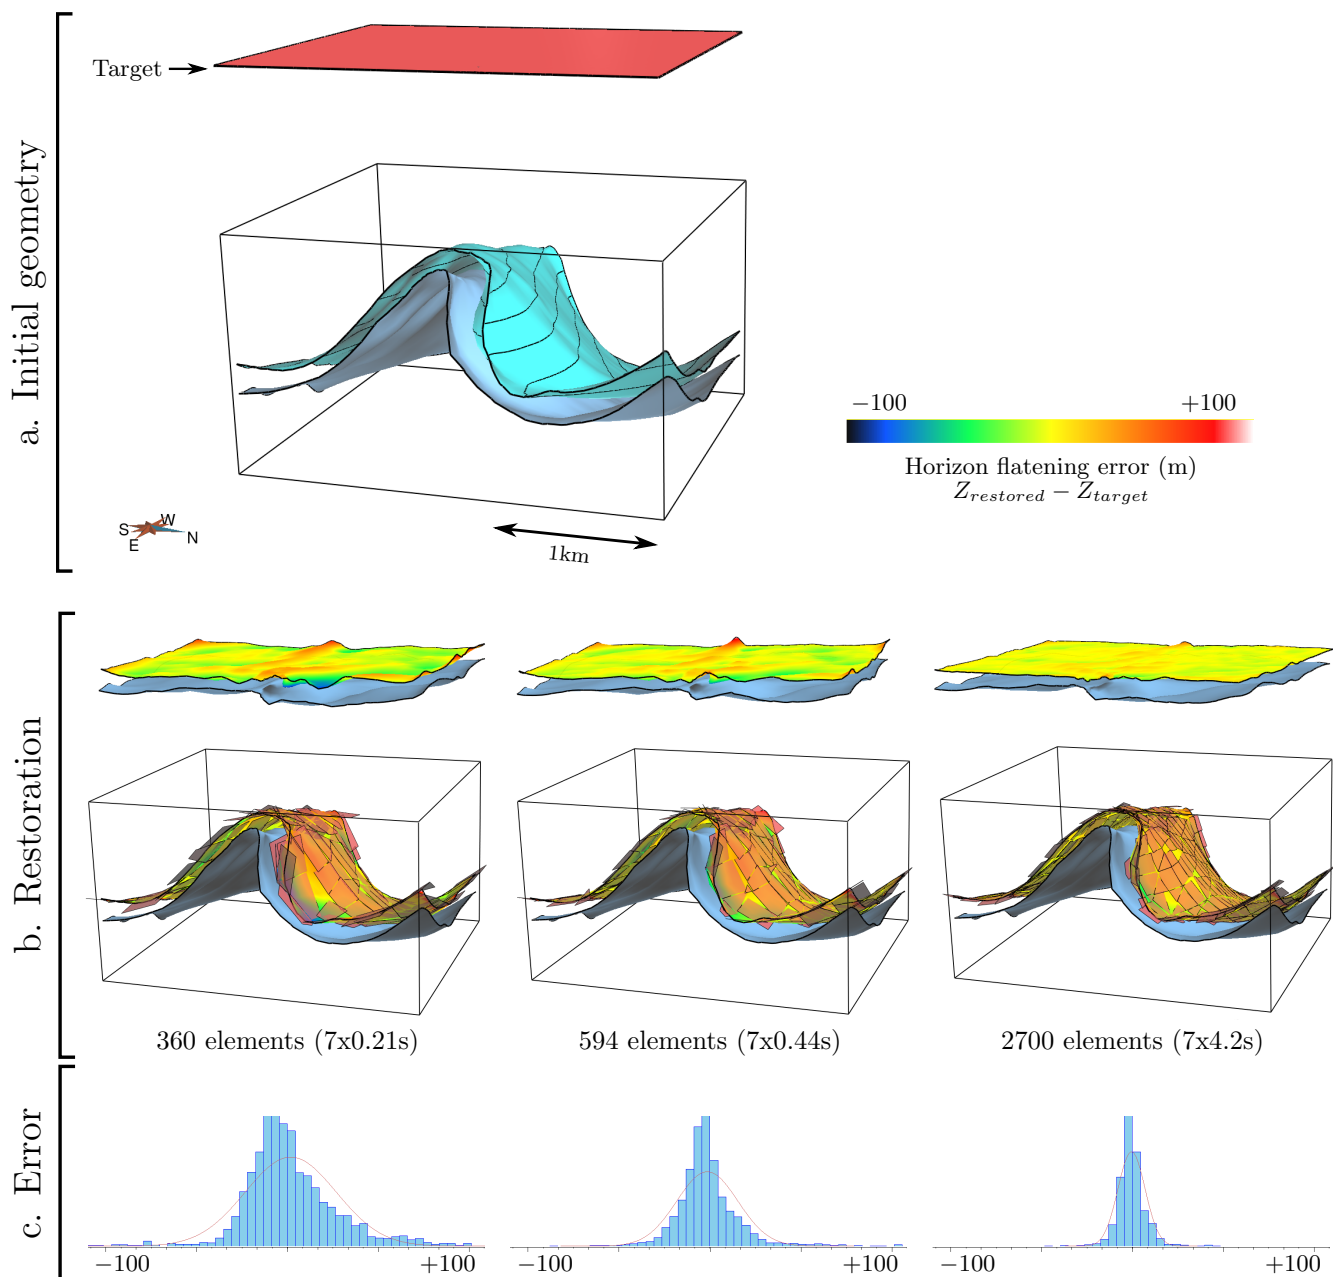 a. Initial geometry
Target
S
W
E
N
1km
−100 +100
Horizon flatening error (m)
Z_restored − Z_target
b. Restoration
360 elements (7x0.21s)
594 elements (7x0.44s)
2700 elements (7x4.2s)
c. Error
−100 +100
−100 +100
−100 +100